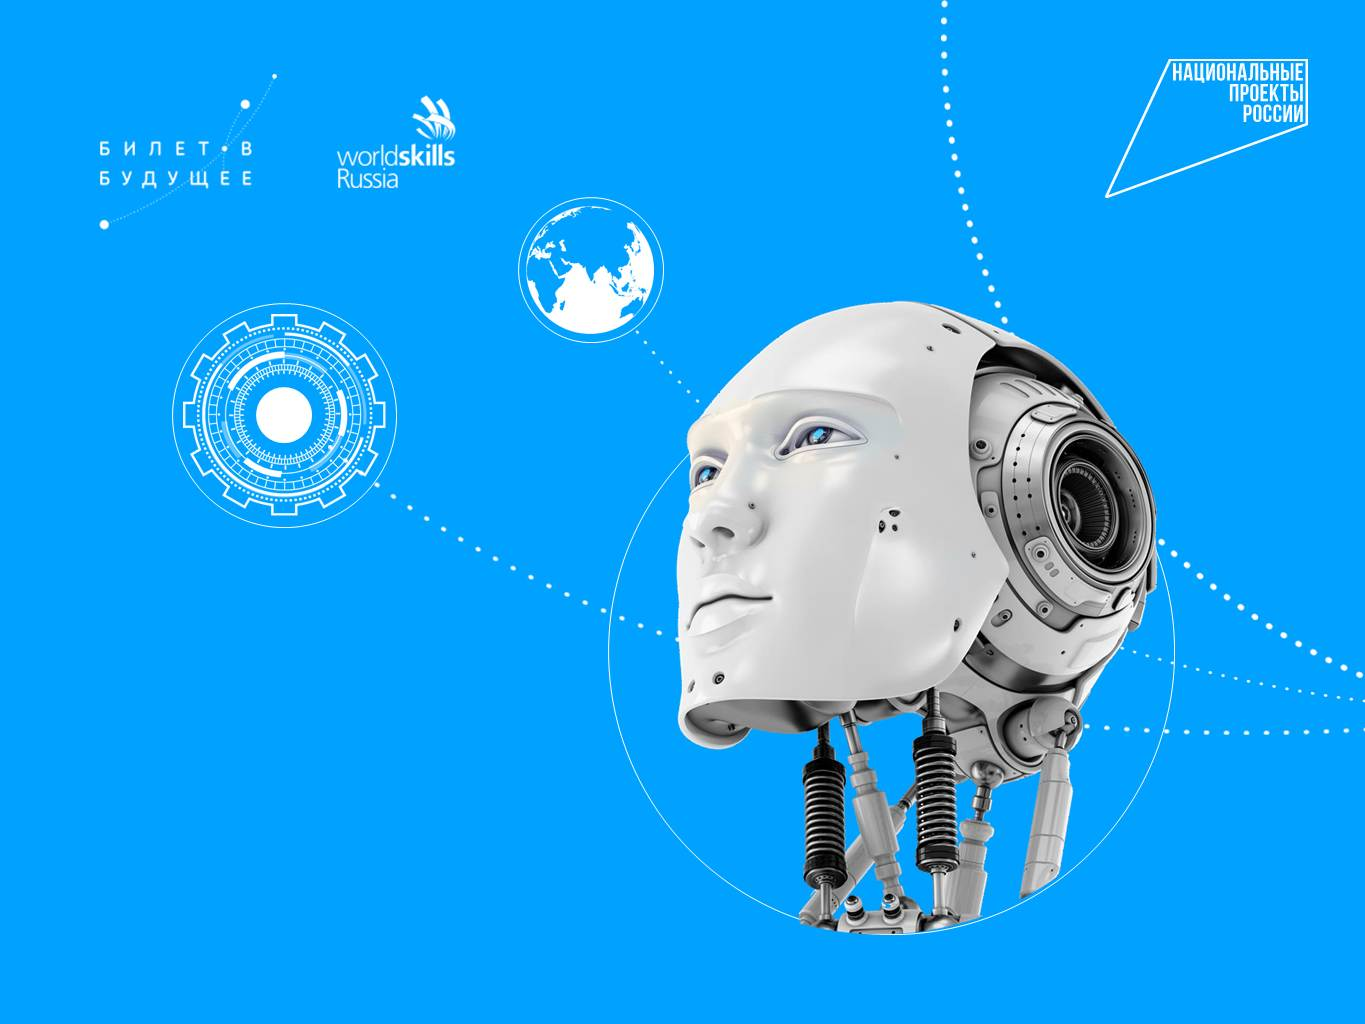 БИЛЕТ В
БУДУЩЕЕ
worldskills
Russia
НАЦИОНАЛЬНЫЕ
ПРОЕКТЫ
РОССИИ